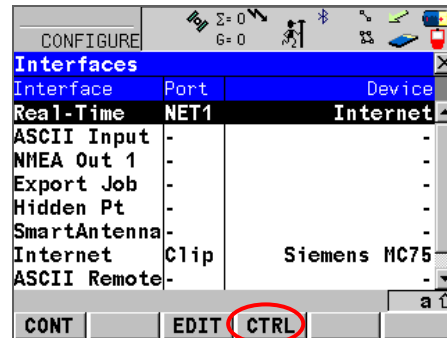 CONFIGURE Σ= 0 G= 0
Interfaces
Interface Port Device
Real-Time NET1 Internet
ASCII Input - -
NMEA Out 1 - -
Export Job - -
Hidden Pt - -
SmartAntenna - -
Internet Clip Siemens MC75
ASCII Remote - -
a
CONT EDIT CTRL